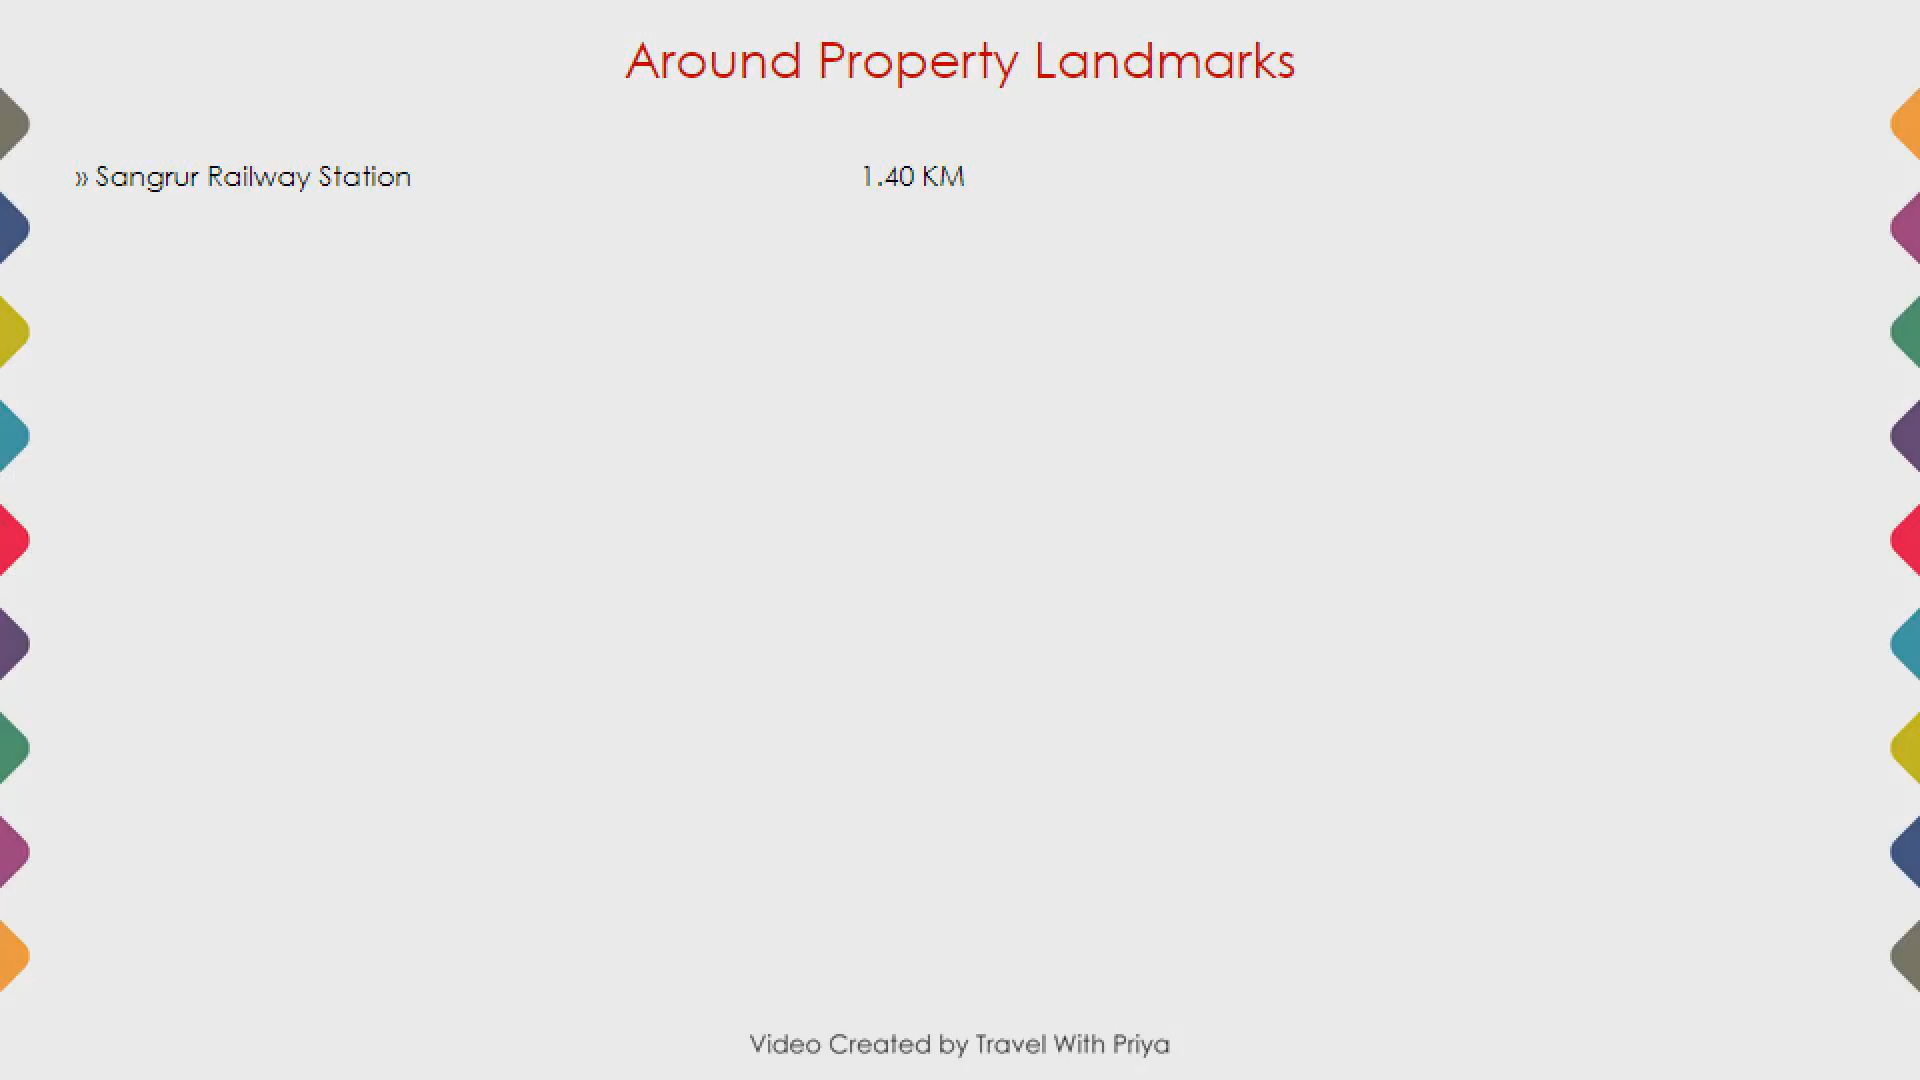 Around Property Landmarks
» Sangrur Railway Station 1.40 KM
Video Created by Travel With Priya